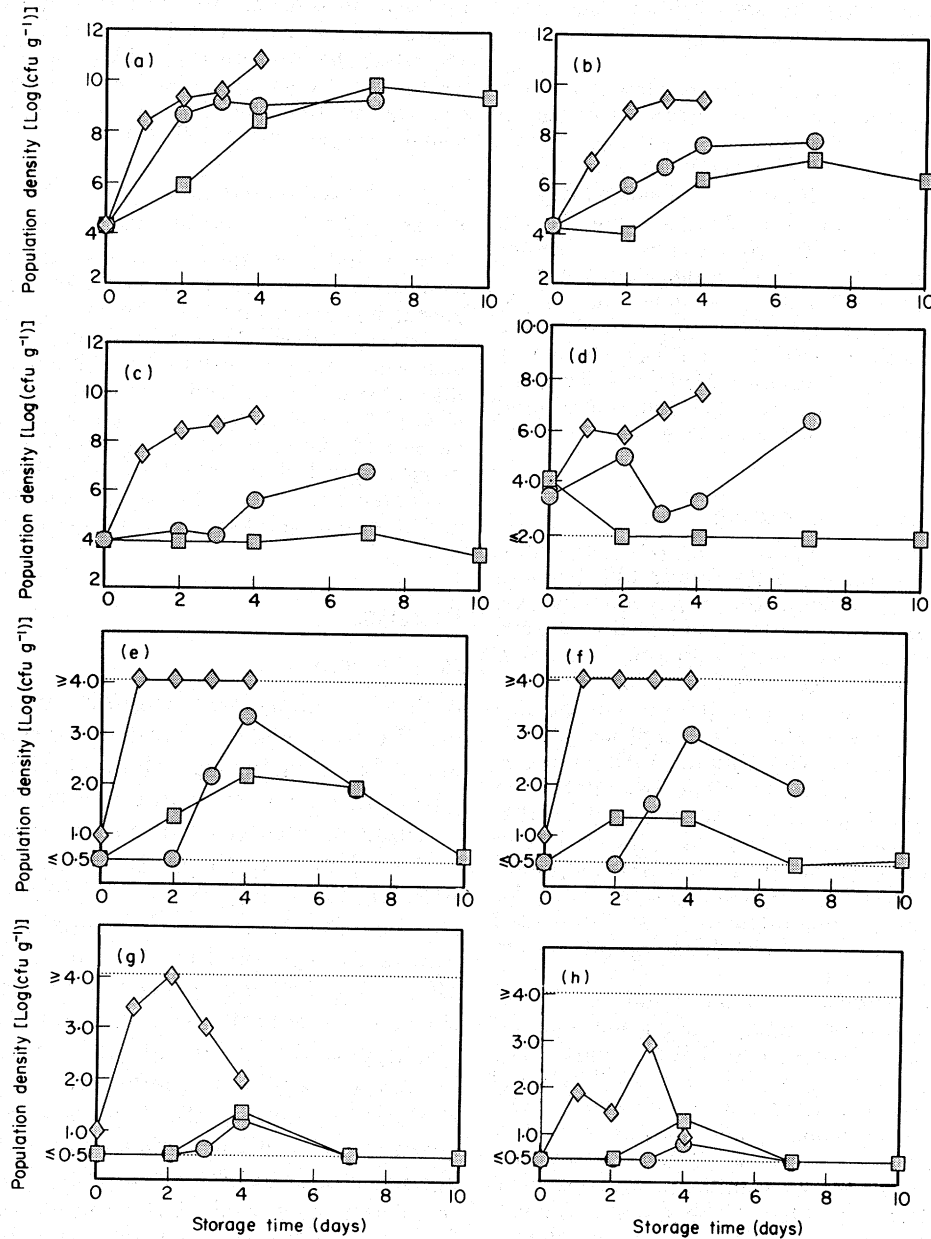 Population density [Log(cfu g⁻¹)]
12
10
8
6
4
2
(a)
0 2 4 6 8 10
12
10
8
6
4
2
(b)
0 2 4 6 8 10
Population density [Log(cfu g⁻¹)]
12
10
8
6
4
2
(c)
0 2 4 6 8 10
10·0
8·0
6·0
4·0
≤2·0
(d)
0 2 4 6 8 10
Population density [Log(cfu g⁻¹)]
≥4·0
3·0
2·0
1·0
≤0·5
(e)
0 2 4 6 8 10
≥4·0
3·0
2·0
1·0
≤0·5
(f)
0 2 4 6 8 10
Population density [Log(cfu g⁻¹)]
≥4·0
3·0
2·0
1·0
≤0·5
(g)
0 2 4 6 8 10
Storage time (days)
≥4·0
3·0
2·0
1·0
≤0·5
(h)
0 2 4 6 8 10
Storage time (days)